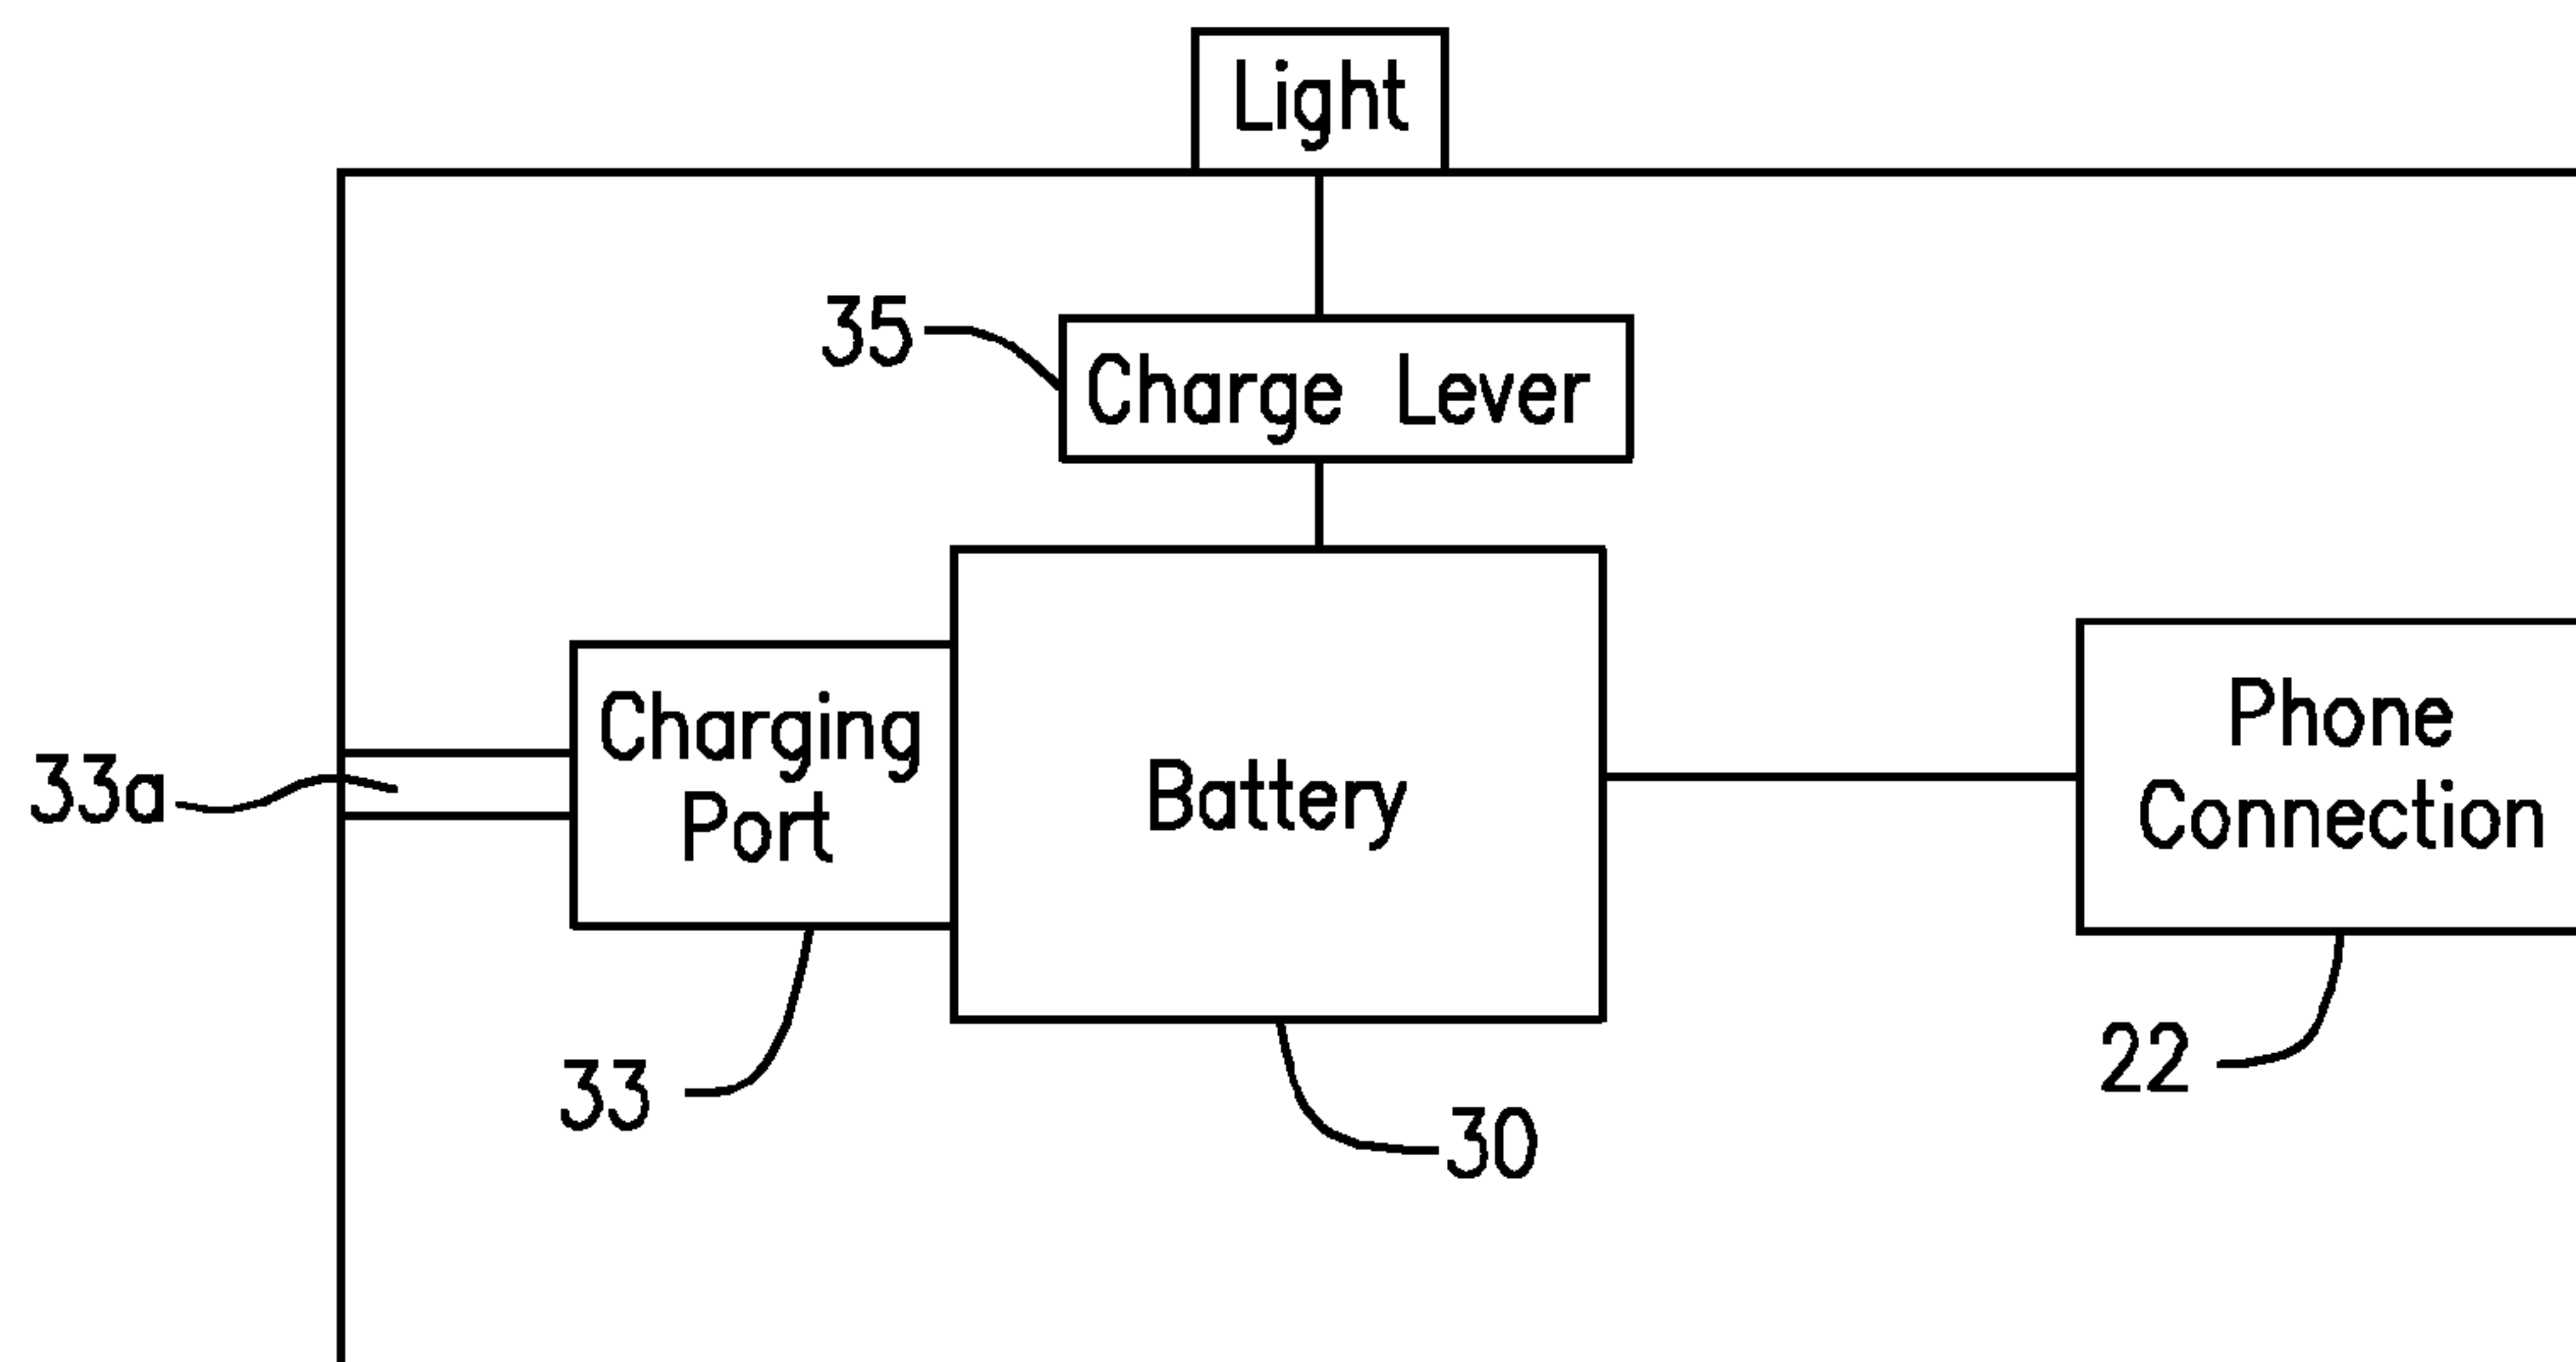 Light
35
Charge Lever
Charging
Port
33a
Battery
Phone
Connection
33
30
22